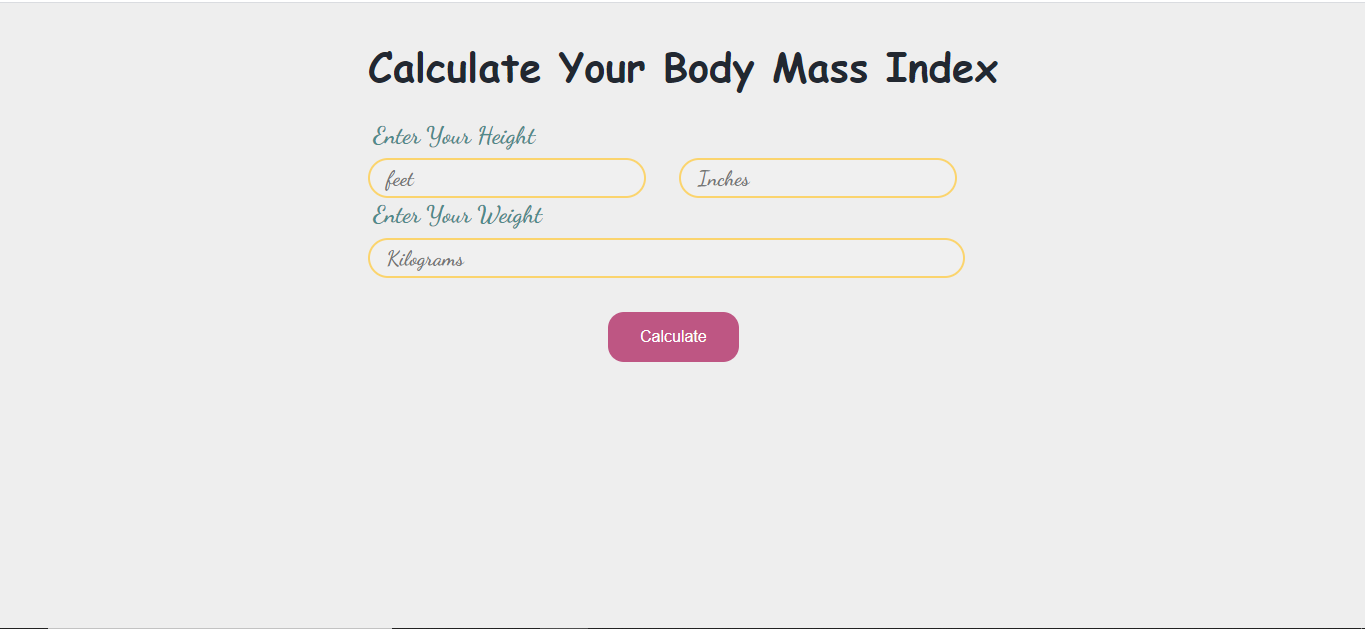 Calculate Your Body Mass Index
Enter Your Height
feet Inches
Enter Your Weight
Kilograms
Calculate